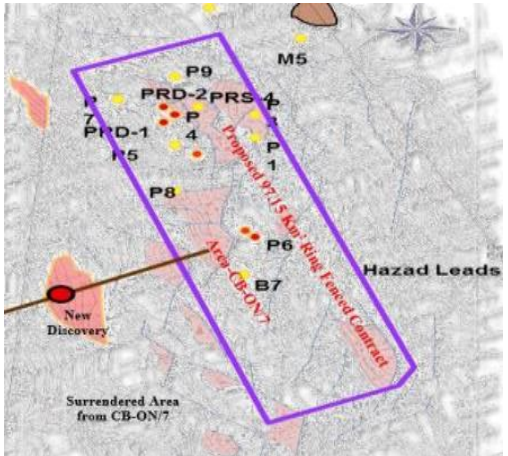 M5
P9
PRD-2
PRS-4
P
7
P
4
P
3
PRD-1
P5
P
1
P8
P6
B7
Proposed 97.15 Km² Ring Fenced Contract
Area-CB-ON/7
Hazad Leads
New
Discovery
Surrendered Area
from CB-ON/7